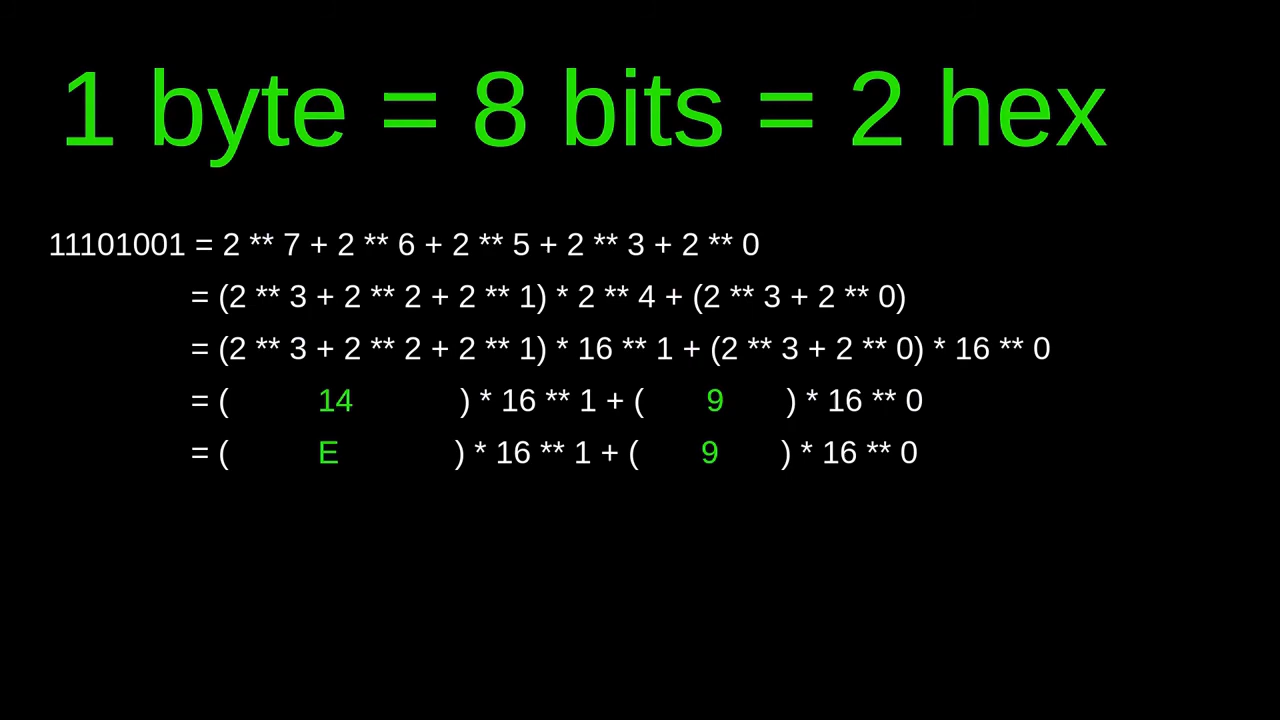 1 byte = 8 bits = 2 hex
11101001 = 2 ** 7 + 2 ** 6 + 2 ** 5 + 2 ** 3 + 2 ** 0
= (2 ** 3 + 2 ** 2 + 2 ** 1) * 2 ** 4 + (2 ** 3 + 2 ** 0)
= (2 ** 3 + 2 ** 2 + 2 ** 1) * 16 ** 1 + (2 ** 3 + 2 ** 0) * 16 ** 0
= ( 14 ) * 16 ** 1 + ( 9 ) * 16 ** 0
= ( E ) * 16 ** 1 + ( 9 ) * 16 ** 0